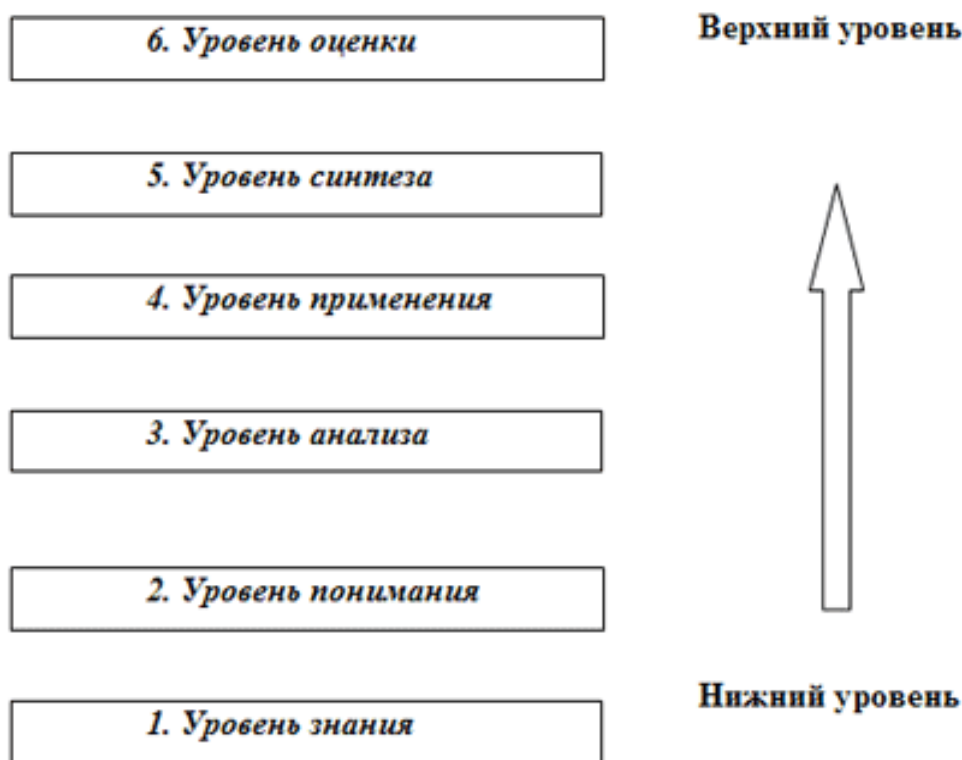 6. Уровень оценки
Верхний уровень
5. Уровень синтеза
4. Уровень применения
3. Уровень анализа
2. Уровень понимания
Нижний уровень
1. Уровень знания